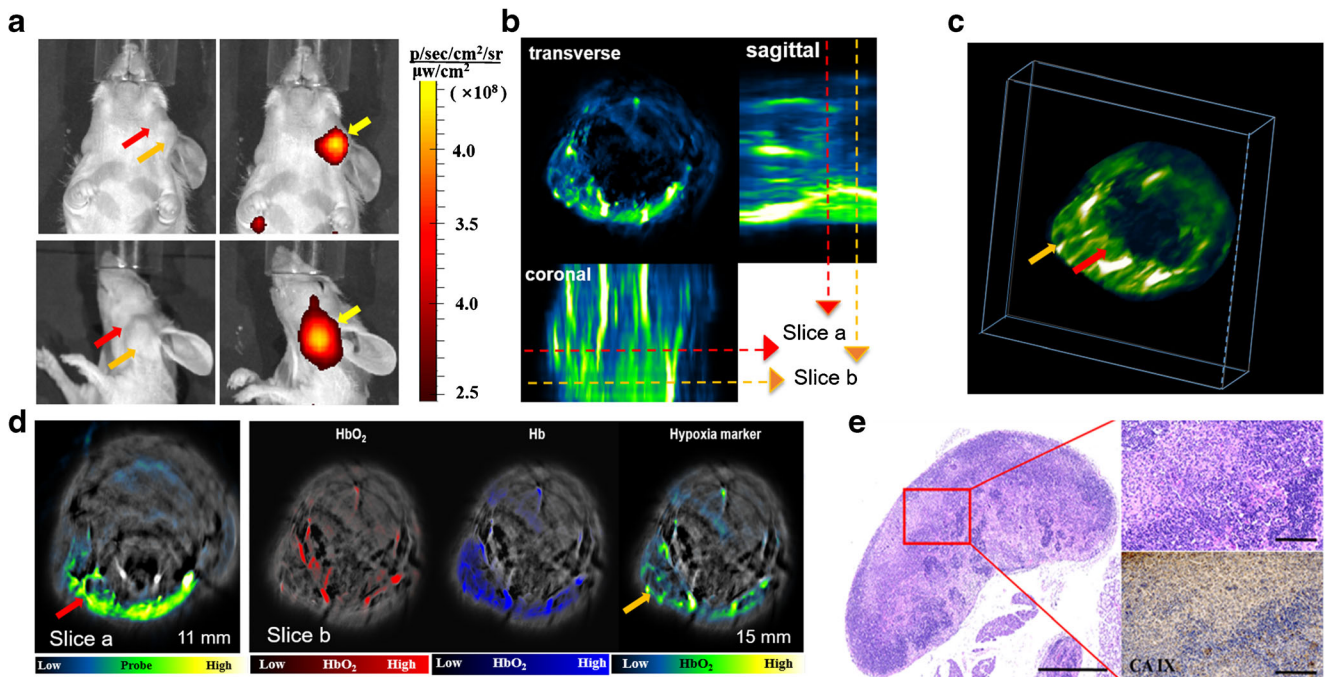 a
p/sec/cm²/sr
μw/cm²
(×10⁸)
4.0
3.5
4.0
2.5
b
transverse
sagittal
coronal
Slice a
Slice b
c
d
HbO₂
Hb
Hypoxia marker
Slice a
11 mm
Slice b
15 mm
Low Probe High
Low HbO₂ High
Low HbO₂ High
Low HbO₂ High
e
CA IX